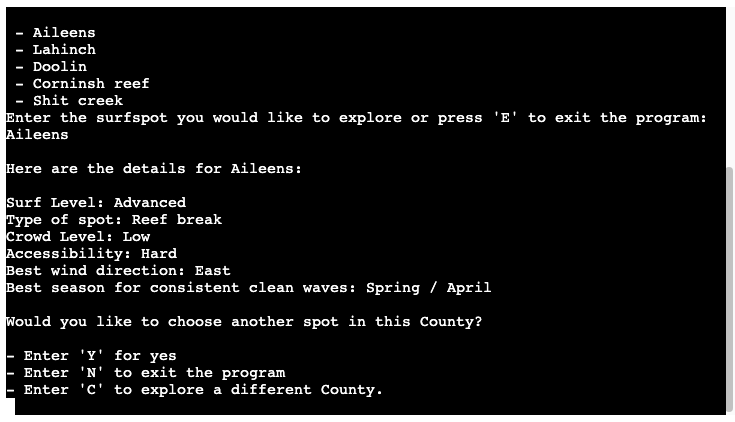 - Aileens
- Lahinch
- Doolin
- Corninsh reef
- Shit creek
Enter the surfspot you would like to explore or press 'E' to exit the program:
Aileens
Here are the details for Aileens:
Surf Level: Advanced
Type of spot: Reef break
Crowd Level: Low
Accessibility: Hard
Best wind direction: East
Best season for consistent clean waves: Spring / April
Would you like to choose another spot in this County?
- Enter 'Y' for yes
- Enter 'N' to exit the program
- Enter 'C' to explore a different County.